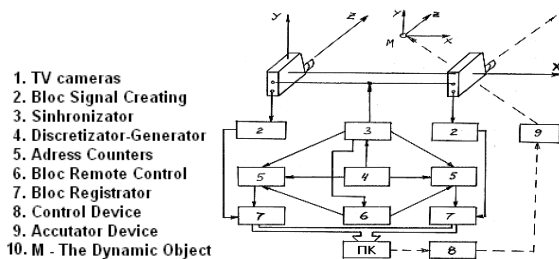 1. TV cameras
2. Bloc Signal Creating
3. Sinhronizator
4. Discretizator-Generator
5. Adress Counters
6. Bloc Remote Control
7. Bloc Registrator
8. Control Device
9. Accutator Device
10. M - The Dynamic Object
Y Z Y Z
M X
X
2 3 2 9
5 4 5
7 6 7
ПК 8